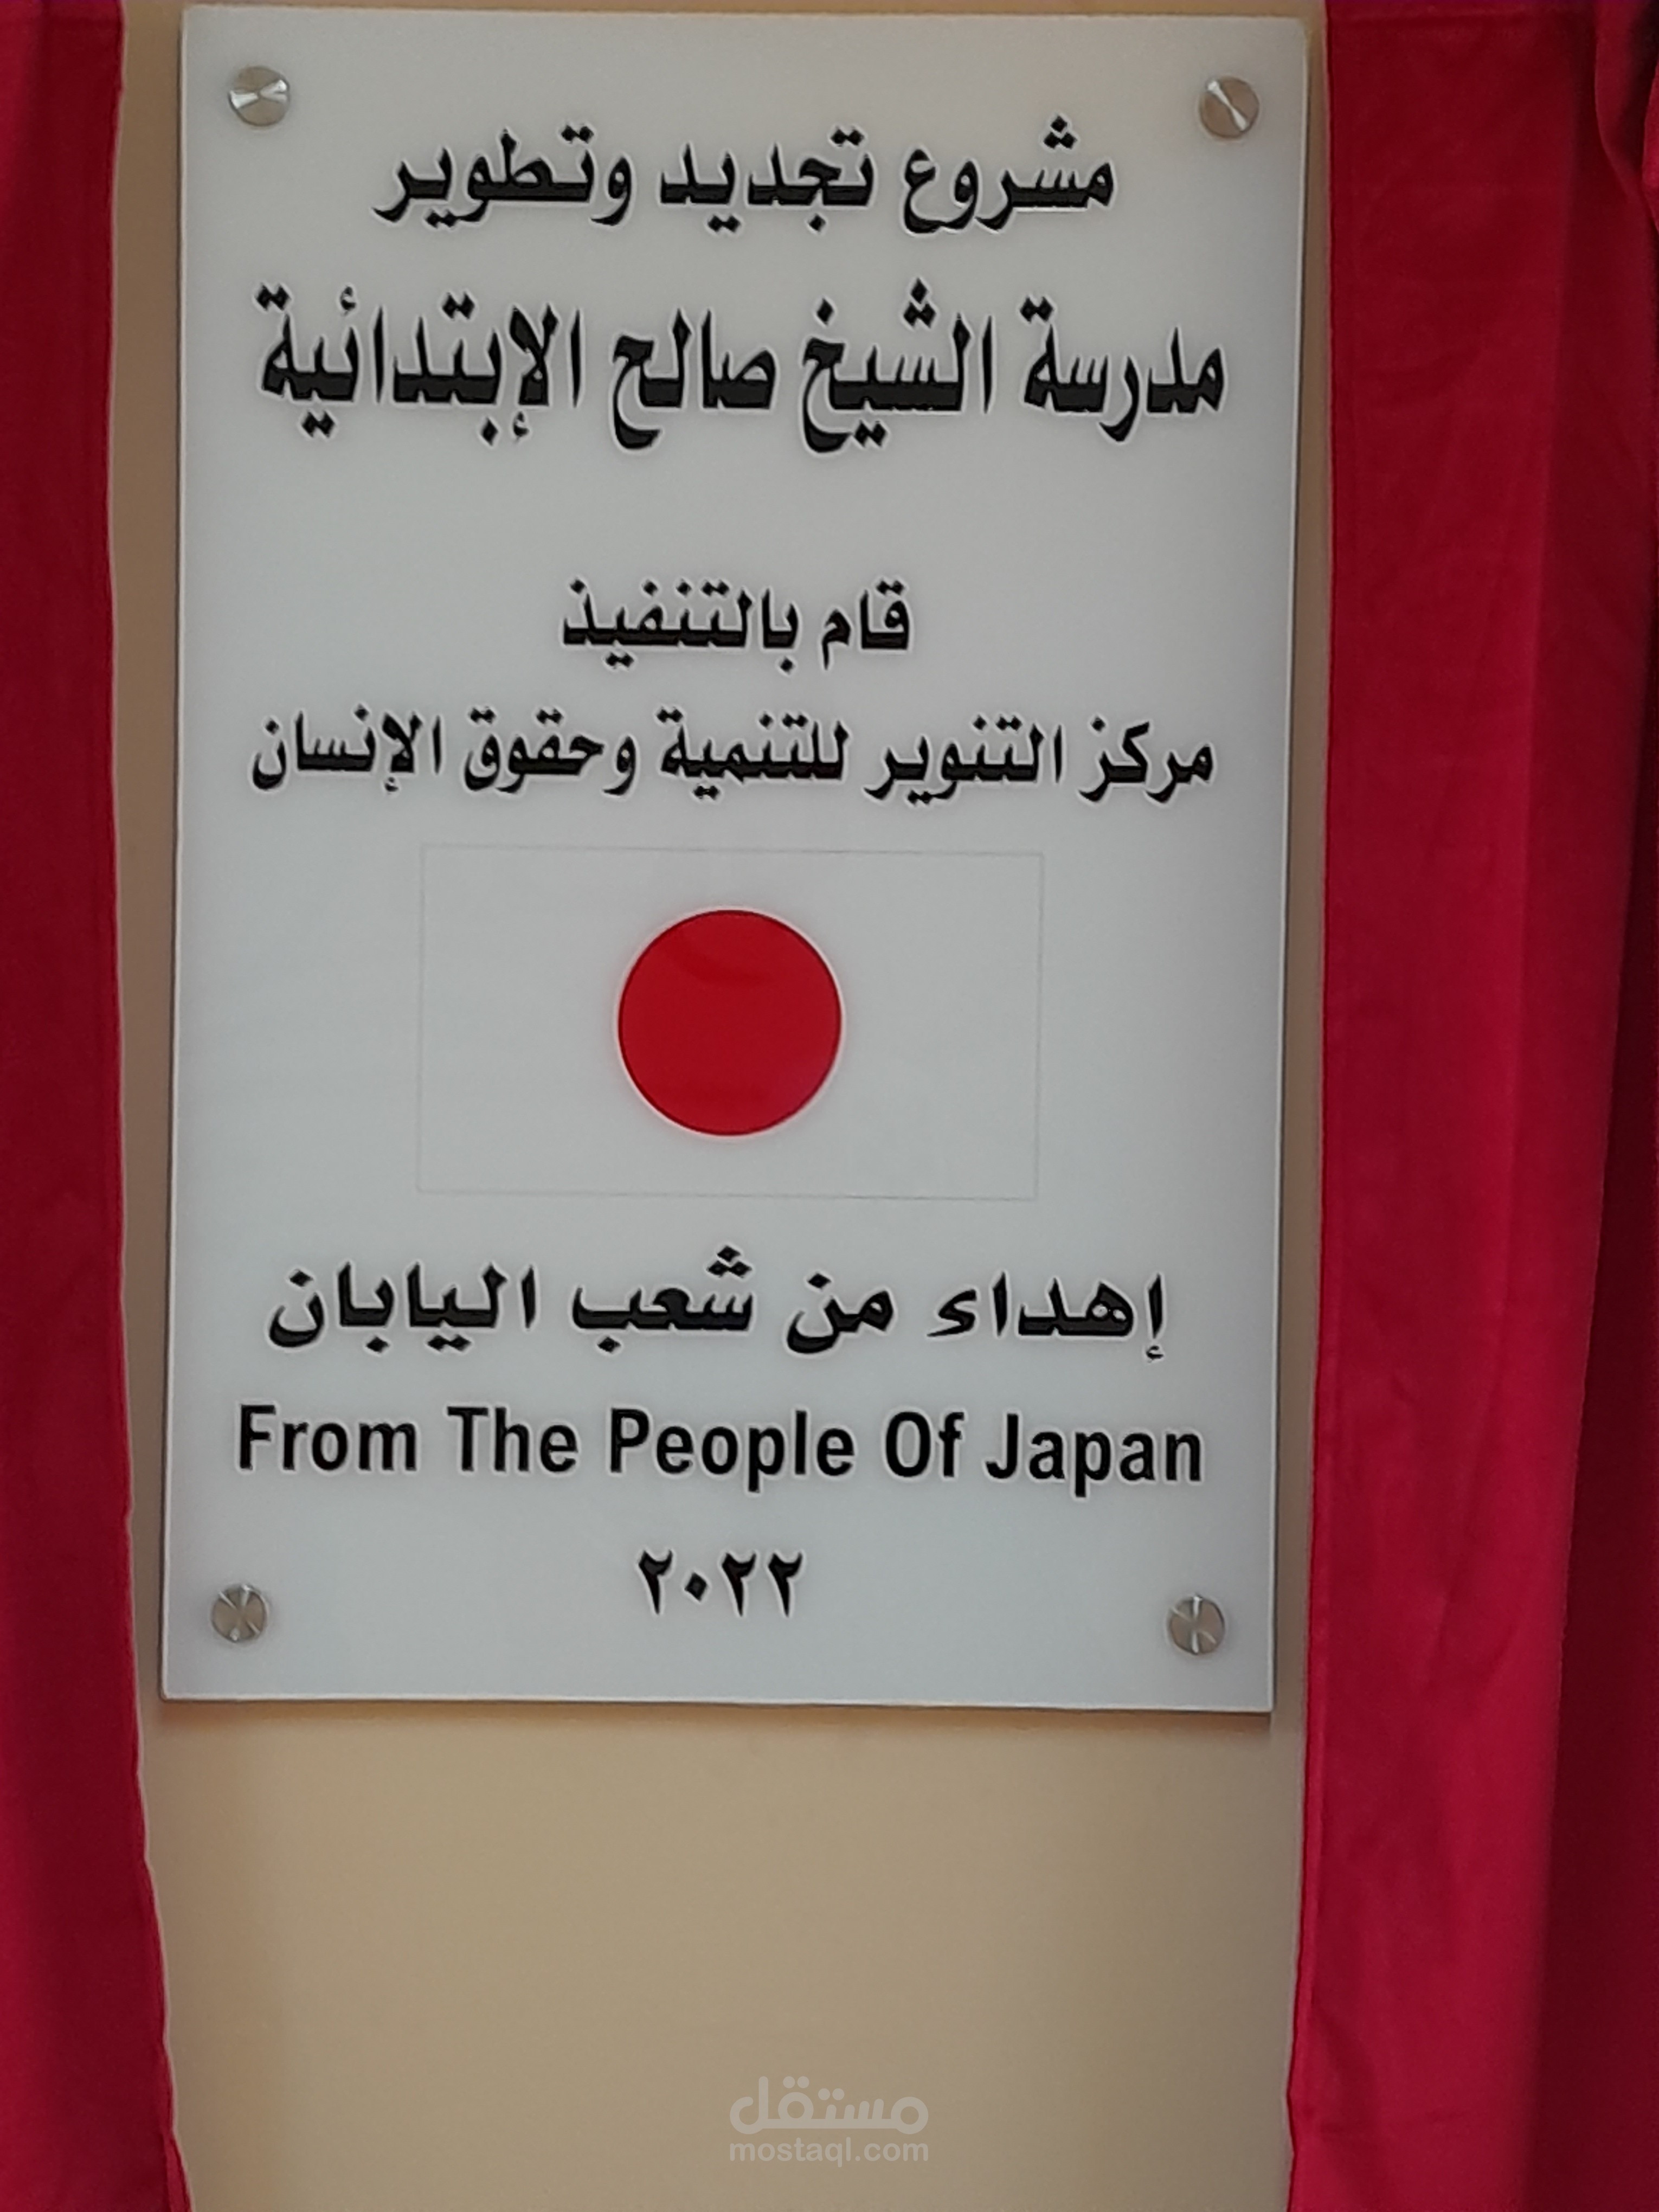 مشروع تجديد وتطوير
مدرسة الشيخ صالح الإبتدائية
قام بالتنفيذ
مركز التنوير للتنمية وحقوق الإنسان
إهداء من شعب اليابان
From The People Of Japan
٢٠٢٢
مستقل
mostaql.com